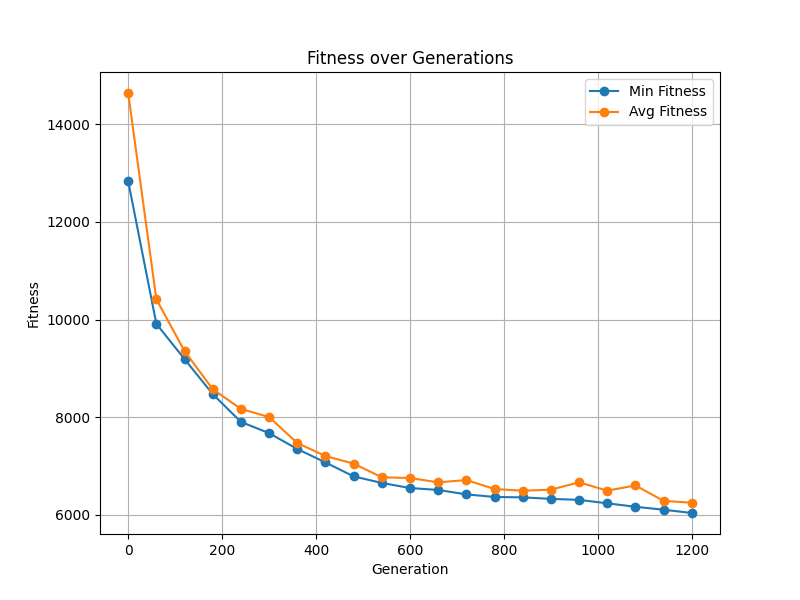 Fitness over Generations
Min Fitness
Avg Fitness
14000
12000
10000
8000
6000
Fitness
0 200 400 600 800 1000 1200
Generation